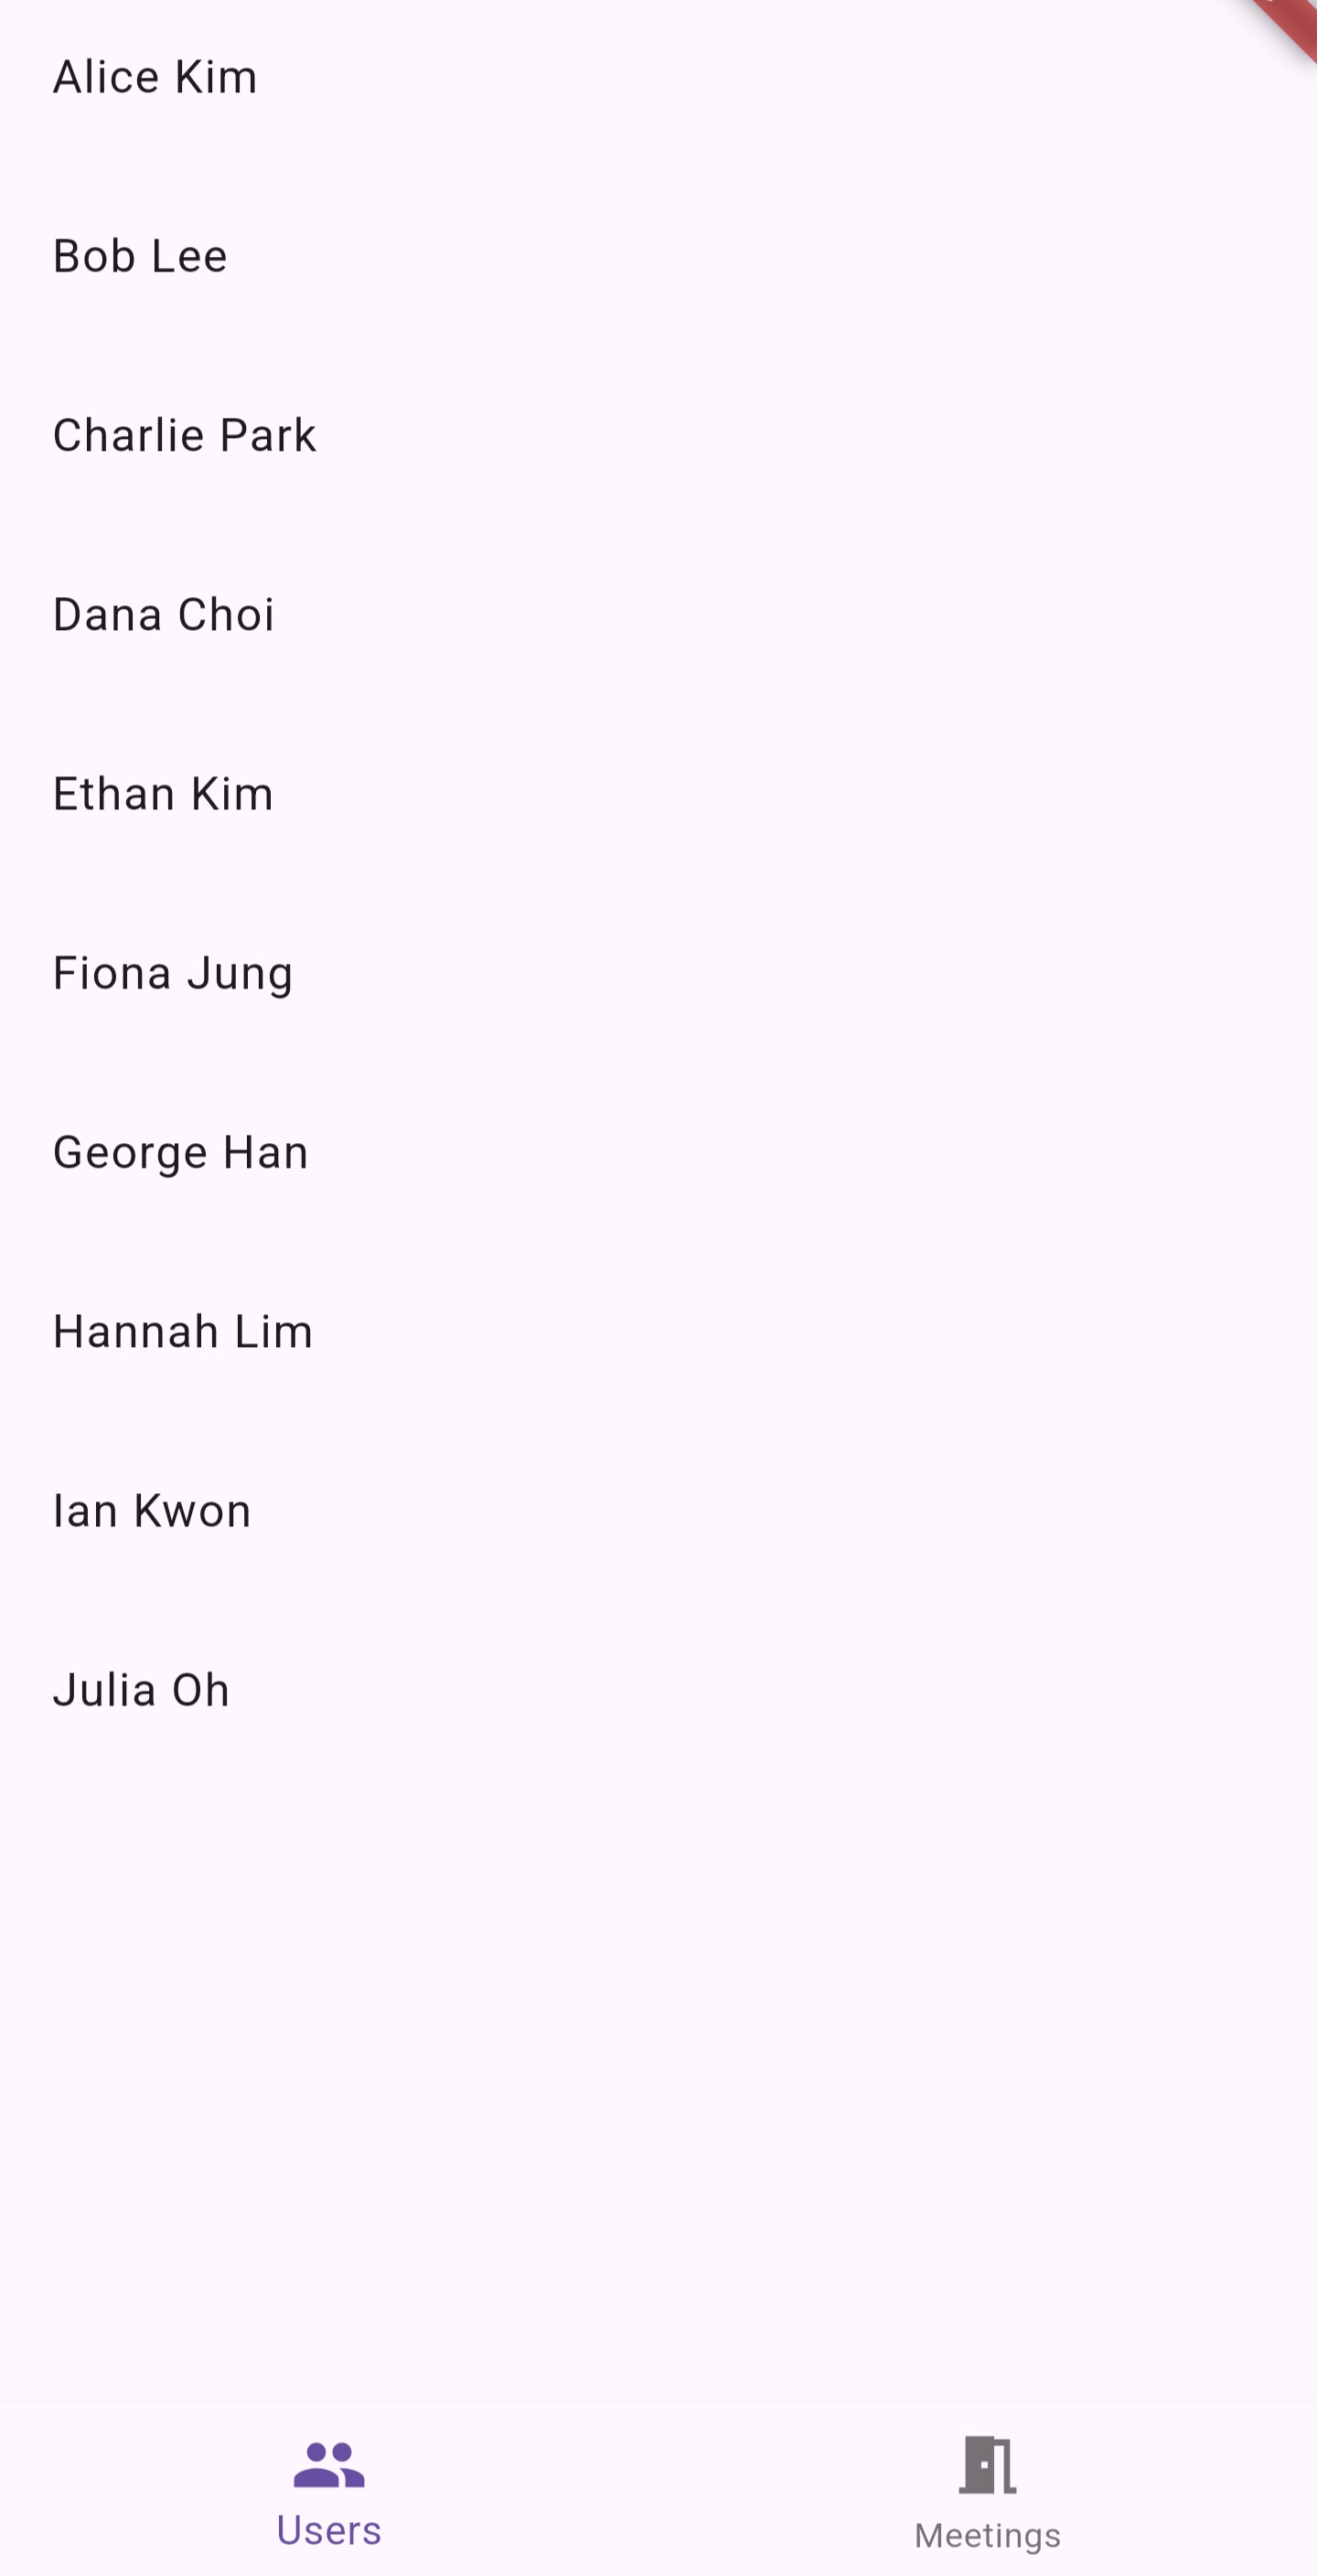 Alice Kim
Bob Lee
Charlie Park
Dana Choi
Ethan Kim
Fiona Jung
George Han
Hannah Lim
Ian Kwon
Julia Oh
Users
Meetings